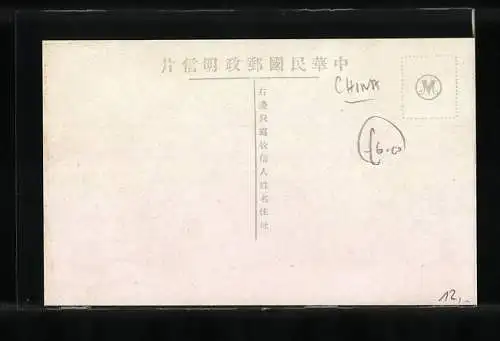 片信明政郵國民華中
CHINA
M
£6.00
右邊只寫收信人姓名住址
12,-